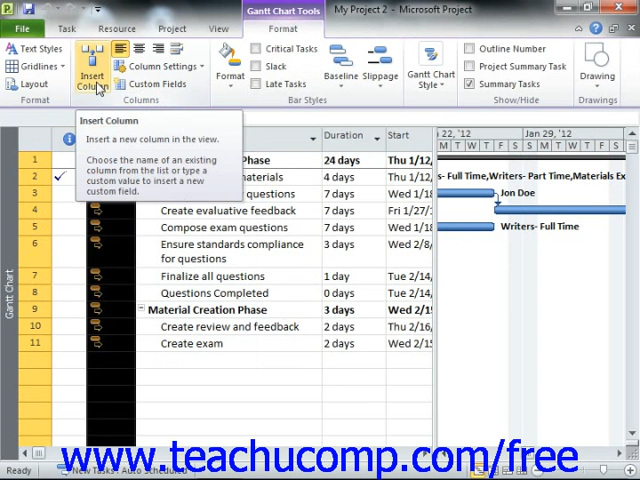 Gantt Chart Tools
My Project 2 - Microsoft Project
File Task Resource Project View Format
Text Styles
Gridlines
Layout
Format
Insert Column
Column Settings
Custom Fields
Columns
Format
Critical Tasks
Slack
Late Tasks
Baseline Slippage
Bar Styles
Gantt Chart Style
Outline Number
Project Summary Task
Summary Tasks
Show/Hide
Drawing
Drawings
Insert Column
Insert a new column in the view.
Choose the name of an existing
column from the list or type a
custom value to insert a new
custom field.
Duration Start
22, '12 Jan 29, '12
M T W T F S S M T W T F S
1 Phase 24 days Thu 1/12,
2 materials 4 days Thu 1/12,
- Full Time,Writers- Part Time,Materials Ex
3 questions 7 days Wed 1/18 Jon Doe
4 Create evaluative feedback 7 days Fri 1/27/
5 Compose exam questions 7 days Wed 1/18 Writers- Full Time
6 Ensure standards compliance for questions 3 days Wed 2/8/
7 Finalize all questions 1 day Tue 2/14,
8 Questions Completed 0 days Tue 2/14,
9 Material Creation Phase 3 days Wed 2/15
10 Create review and feedback 2 days Thu 2/16,
11 Create exam 2 days Wed 2/15
Gantt Chart
www.teachucomp.com/free
Ready New Tasks : Auto Scheduled